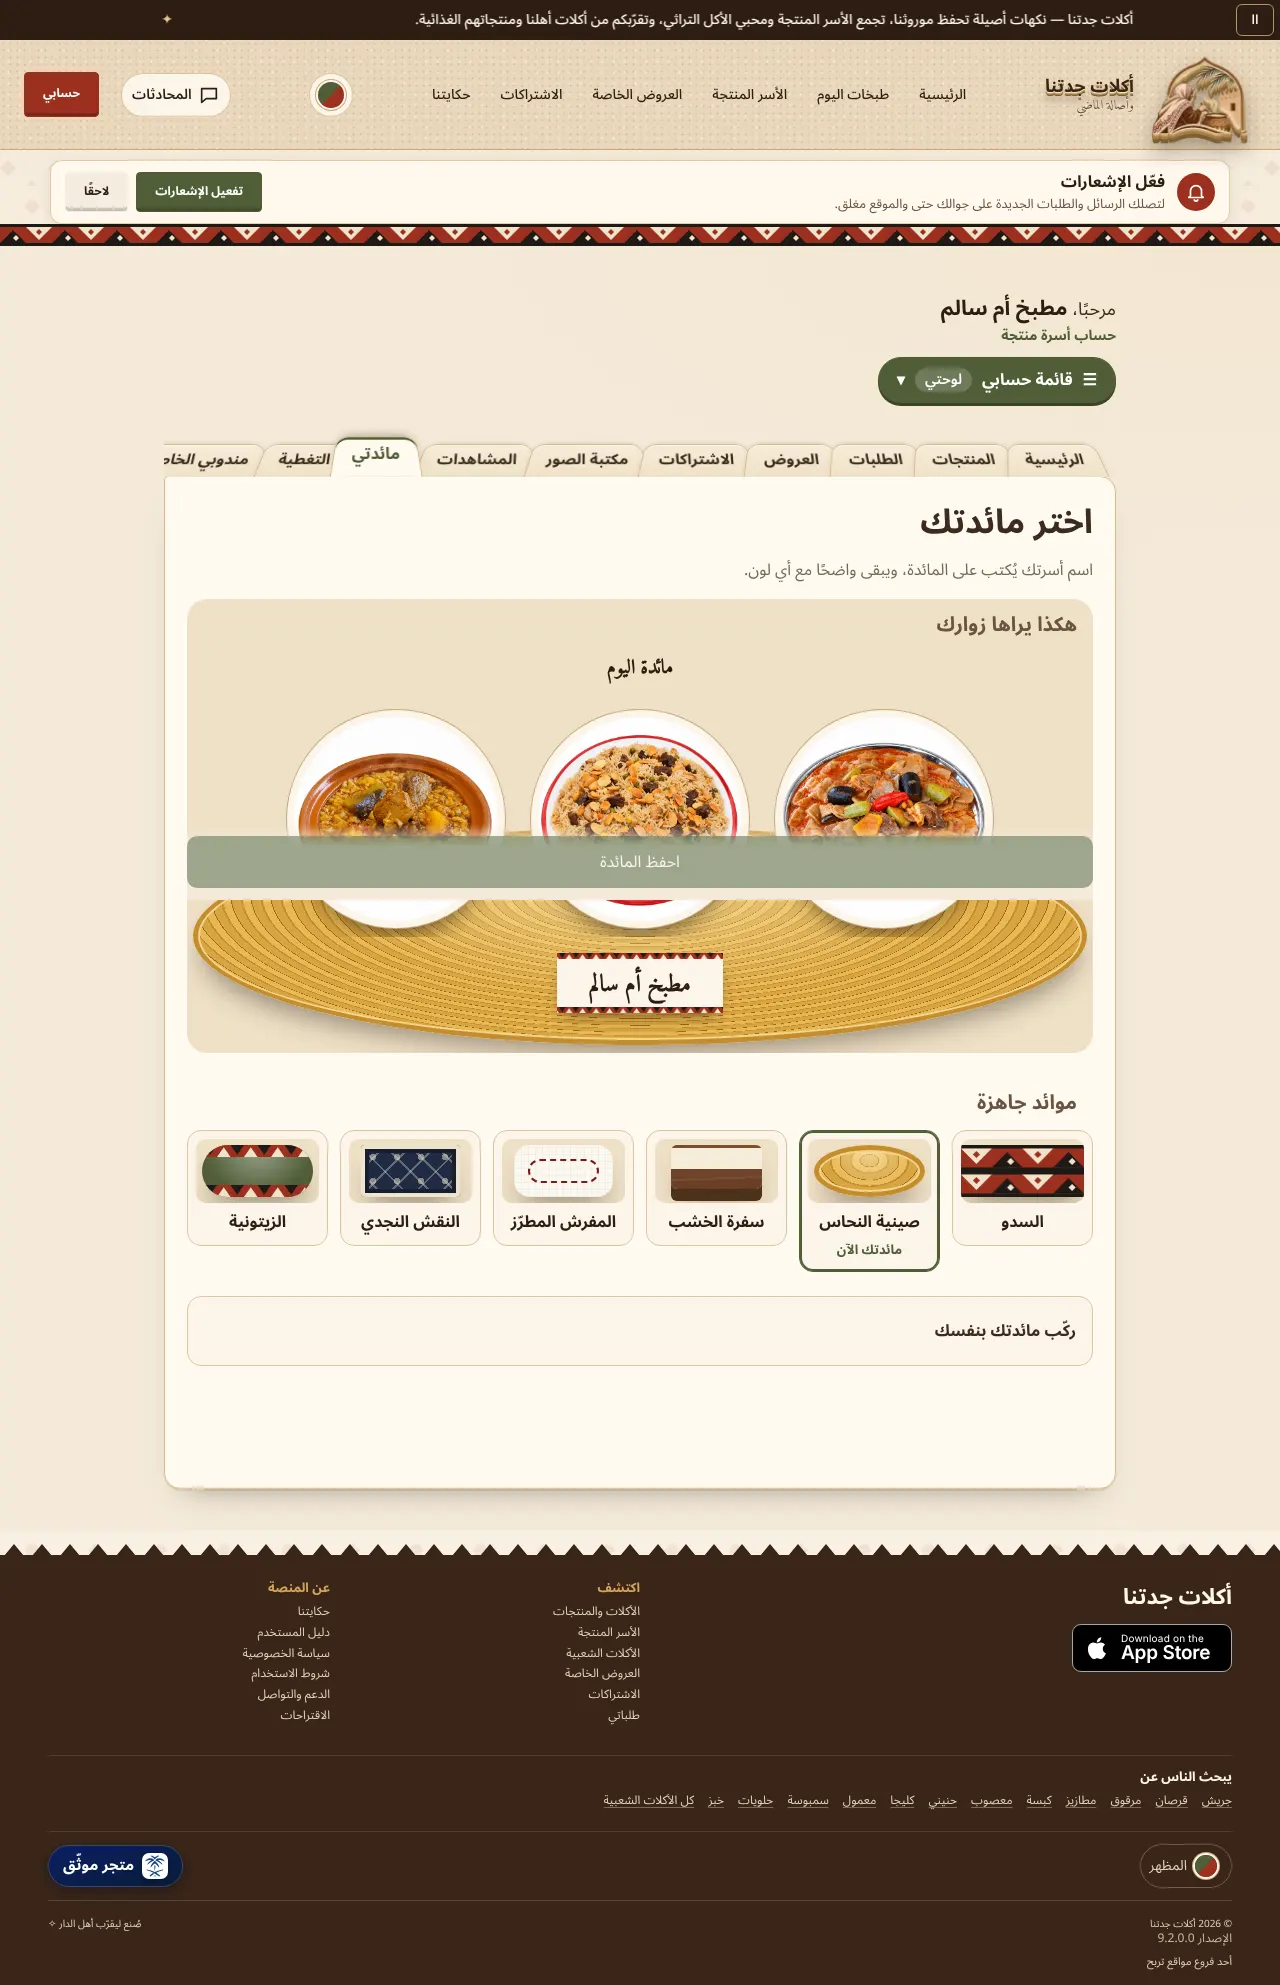 أكلات جدتنا — نكهات أصيلة تحفظ موروثنا، تجمع الأسر المنتجة ومحبي الأكل التراثي، وتقرّبكم من أكلات أهلنا ومنتجاتهم الغذائية.
أكلات جدتنا
وأصالة الماضي
الرئيسية
طبخات اليوم
الأسر المنتجة
العروض الخاصة
الاشتراكات
حكايتنا
المحادثات
حسابي
فعّل الإشعارات
لتصلك الرسائل والطلبات الجديدة على جوالك حتى والموقع مغلق.
تفعيل الإشعارات
لاحقًا
مرحبًا، مطبخ أم سالم
حساب أسرة منتجة
☰ قائمة حسابي لوحتي ▾
الرئيسية
المنتجات
الطلبات
العروض
الاشتراكات
مكتبة الصور
المشاهدات
مائدتي
التغطية
مندوبي الخاص
اختر مائدتك
اسم أسرتك يُكتب على المائدة، ويبقى واضحًا مع أي لون.
هكذا يراها زوارك
مائدة اليوم
احفظ المائدة
مطبخ أم سالم
موائد جاهزة
السدو
صينية النحاس
مائدتك الآن
سفرة الخشب
المفرش المطرّز
النقش النجدي
الزيتونية
ركّب مائدتك بنفسك
أكلات جدتنا
Download on the
App Store
اكتشف
الأكلات والمنتجات
الأسر المنتجة
الأكلات الشعبية
العروض الخاصة
الاشتراكات
طلباتي
عن المنصة
حكايتنا
دليل المستخدم
سياسة الخصوصية
شروط الاستخدام
الدعم والتواصل
الاقتراحات
يبحث الناس عن
جريش قرصان مرقوق مطازيز كبسة معصوب حنيني كليجا معمول سمبوسة حلويات خبز كل الأكلات الشعبية
المظهر
متجر موثّق
© 2026 أكلات جدتنا
الإصدار 9.2.0.0
أحد فروع مواقع تربح
صُنع ليقرّب أهل الدار ✧